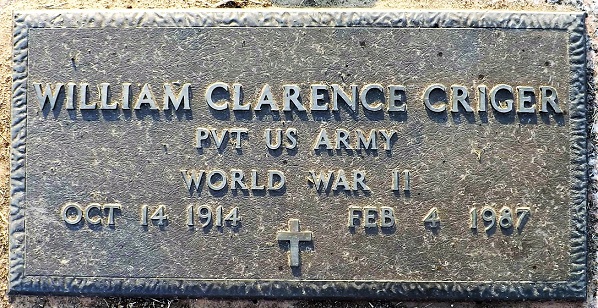 WILLIAM CLARENCE CRIGER
PVT US ARMY
WORLD WAR II
OCT 14 1914 FEB 4 1987